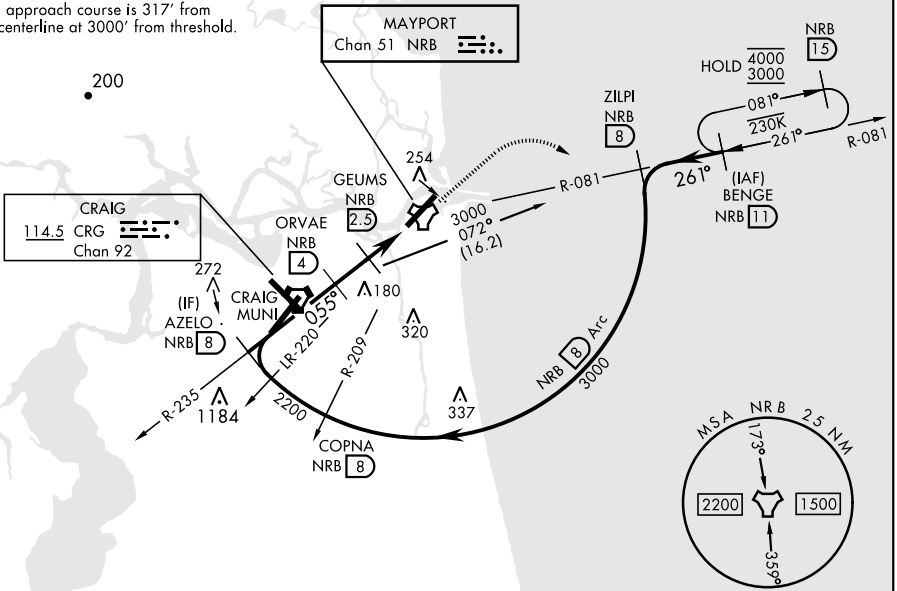 approach course is 317' from
centerline at 3000' from threshold.
200
MAYPORT
Chan 51 NRB
NRB
15
HOLD 4000
3000
081°
230K
261°
R-081
ZILPI
NRB
8
261°
(IAF)
BENGE
NRB 11
254
R-081
3000
072°
(16.2)
GEUMS
NRB
2.5
ORVAE
NRB
4
CRAIG
114.5 CRG
Chan 92
272
(IF)
AZELO
NRB 8
CRAIG
MUNI
055°
180
320
LR-220
R-209
R-235
1184
2200
337
NRB 8 Arc
3000
COPNA
NRB 8
MSA NRB 25 NM
173°
2200
1500
359°